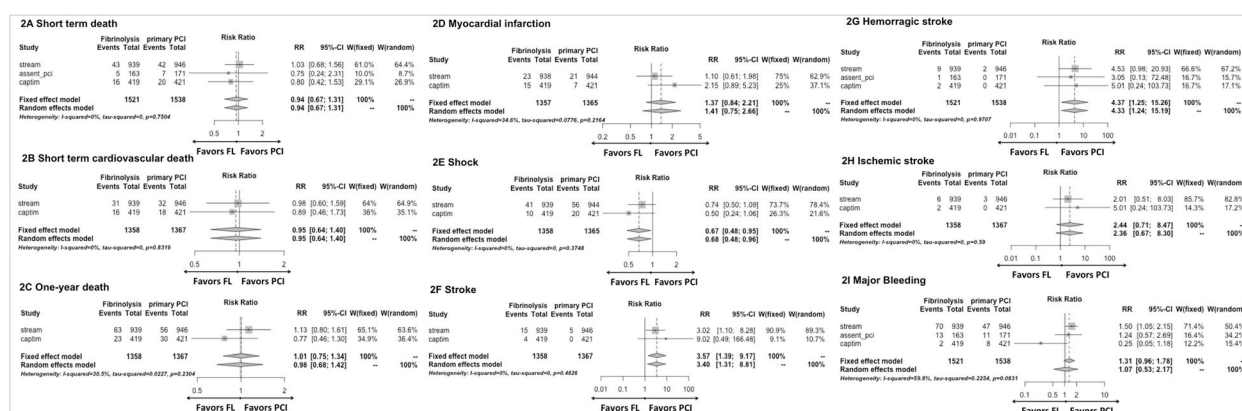 2A Short term death
Fibrinolysis primary PCI
Risk Ratio
Study Events Total Events Total RR 95%-CI W(fixed) W(random)
stream 43 939 42 946 1.03 [0.68; 1.56] 61.0% 64.4%
assent_pci 5 163 7 171 0.75 [0.24; 2.31] 10.0% 8.7%
captim 16 419 20 421 0.80 [0.42; 1.53] 29.1% 26.9%
Fixed effect model 1521 1538 0.94 [0.67; 1.31] 100% --
Random effects model 0.94 [0.67; 1.31] -- 100%
Heterogeneity: I-squared=0%, tau-squared=0, p=0.7504
0.5 1 2
Favors FL Favors PCI
2B Short term cardiovascular death
Risk Ratio
Fibrinolysis primary PCI
Study Events Total Events Total RR 95%-CI W(fixed) W(random)
stream 31 939 32 946 0.98 [0.60; 1.59] 64% 64.9%
captim 16 419 18 421 0.89 [0.46; 1.73] 36% 35.1%
Fixed effect model 1358 1367 0.95 [0.64; 1.40] 100% --
Random effects model 0.95 [0.64; 1.40] -- 100%
Heterogeneity: I-squared=0%, tau-squared=0, p=0.8319
0.5 1 2
Favors FL Favors PCI
2C One-year death
Risk Ratio
Fibrinolysis primary PCI
Study Events Total Events Total RR 95%-CI W(fixed) W(random)
stream 63 939 56 946 1.13 [0.80; 1.61] 65.1% 63.6%
captim 23 419 30 421 0.77 [0.46; 1.30] 34.9% 36.4%
Fixed effect model 1358 1367 1.01 [0.75; 1.34] 100% --
Random effects model 0.98 [0.68; 1.42] -- 100%
Heterogeneity: I-squared=30.5%, tau-squared=0.0227, p=0.2304
0.5 1 2
Favors FL Favors PCI
2D Myocardial infarction
Fibrinolysis primary PCI
Risk Ratio
Study Events Total Events Total RR 95%-CI W(fixed) W(random)
stream 23 938 21 944 1.10 [0.61; 1.98] 75% 62.9%
captim 15 419 7 421 2.15 [0.89; 5.23] 25% 37.1%
Fixed effect model 1357 1365 1.37 [0.84; 2.21] 100% --
Random effects model 1.41 [0.75; 2.66] -- 100%
Heterogeneity: I-squared=34.6%, tau-squared=0.0776, p=0.2164
0.2 0.5 1 2 5
Favors FL Favors PCI
2E Shock
Risk Ratio
Fibrinolysis primary PCI
Study Events Total Events Total RR 95%-CI W(fixed) W(random)
stream 41 939 56 944 0.74 [0.50; 1.09] 73.7% 78.4%
captim 10 419 20 421 0.50 [0.24; 1.06] 26.3% 21.6%
Fixed effect model 1358 1365 0.67 [0.48; 0.95] 100% --
Random effects model 0.68 [0.48; 0.96] -- 100%
Heterogeneity: I-squared=0%, tau-squared=0, p=0.3748
0.5 1 2
Favors FL Favors PCI
2F Stroke
Risk Ratio
Fibrinolysis primary PCI
Study Events Total Events Total RR 95%-CI W(fixed) W(random)
stream 15 939 5 946 3.02 [1.10; 8.28] 90.9% 89.3%
captim 4 419 0 421 9.02 [0.49; 166.48] 9.1% 10.7%
Fixed effect model 1358 1367 3.57 [1.39; 9.17] 100% --
Random effects model 3.40 [1.31; 8.81] -- 100%
Heterogeneity: I-squared=0%, tau-squared=0, p=0.4826
0.01 0.1 1 10 100
Favors FL Favors PCI
2G Hemorragic stroke
Risk Ratio
Fibrinolysis primary PCI
Study Events Total Events Total RR 95%-CI W(fixed) W(random)
stream 9 939 2 946 4.53 [0.98; 20.93] 66.6% 67.2%
assent_pci 1 163 0 171 3.05 [0.13; 72.48] 16.7% 15.7%
captim 2 419 0 421 5.01 [0.24; 103.73] 16.7% 17.1%
Fixed effect model 1521 1538 4.37 [1.25; 15.26] 100% --
Random effects model 4.33 [1.24; 15.19] -- 100%
Heterogeneity: I-squared=0%, tau-squared=0, p=0.9707
0.01 0.1 1 10 100
Favors FL Favors PCI
2H Ischemic stroke
Risk Ratio
Fibrinolysis primary PCI
Study Events Total Events Total RR 95%-CI W(fixed) W(random)
stream 6 939 3 946 2.01 [0.51; 8.03] 85.7% 82.8%
captim 2 419 0 421 5.01 [0.24; 103.73] 14.3% 17.2%
Fixed effect model 1358 1367 2.44 [0.71; 8.47] 100% --
Random effects model 2.36 [0.67; 8.30] -- 100%
Heterogeneity: I-squared=0%, tau-squared=0, p=0.59
0.01 0.1 1 10 100
Favors FL Favors PCI
2I Major Bleeding
Risk Ratio
Fibrinolysis primary PCI
Study Events Total Events Total RR 95%-CI W(fixed) W(random)
stream 70 939 47 946 1.50 [1.05; 2.15] 71.4% 50.4%
assent_pci 13 163 11 171 1.24 [0.57; 2.69] 16.4% 34.2%
captim 2 419 8 421 0.25 [0.05; 1.18] 12.2% 15.4%
Fixed effect model 1521 1538 1.31 [0.96; 1.78] 100% --
Random effects model 1.07 [0.53; 2.17] -- 100%
Heterogeneity: I-squared=59.8%, tau-squared=0.2254, p=0.0831
0.1 0.5 1 2 10
Favors FL Favors PCI